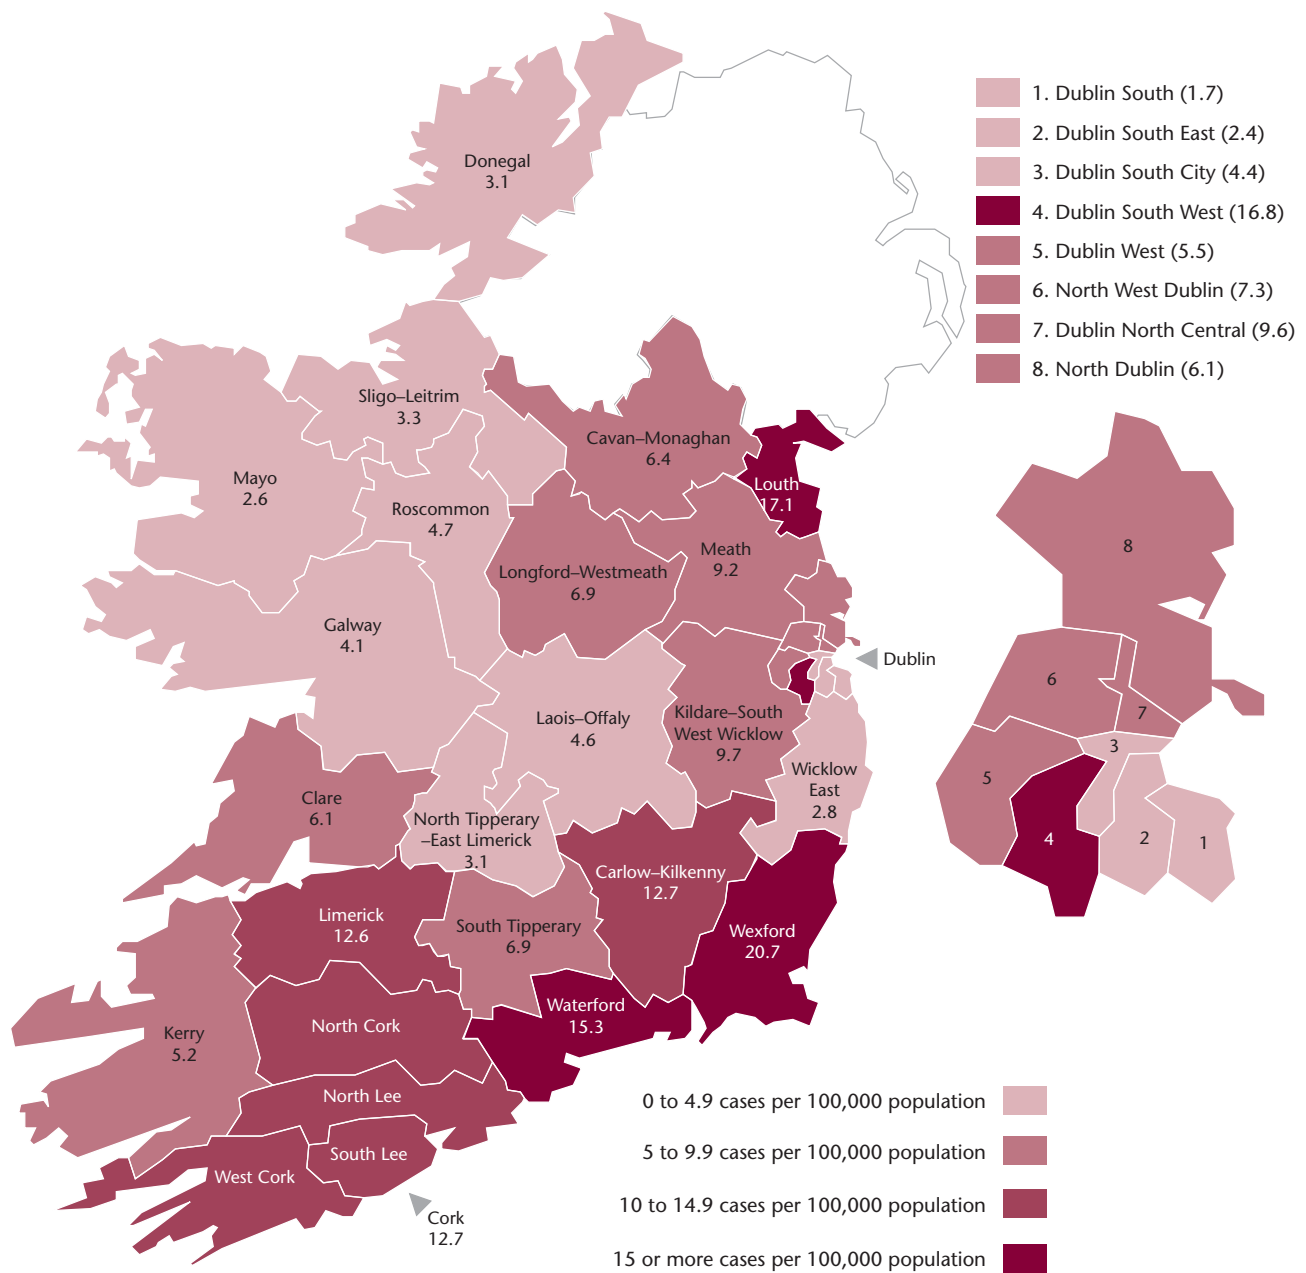 1. Dublin South (1.7)
2. Dublin South East (2.4)
3. Dublin South City (4.4)
4. Dublin South West (16.8)
5. Dublin West (5.5)
6. North West Dublin (7.3)
7. Dublin North Central (9.6)
8. North Dublin (6.1)
Donegal
3.1
Sligo–Leitrim
3.3
Cavan–Monaghan
6.4
Mayo
2.6
Louth
17.1
Roscommon
4.7
Meath
9.2
Longford–Westmeath
6.9
Galway
4.1
Dublin
Laois–Offaly
4.6
Kildare–South
West Wicklow
9.7
Wicklow
East
2.8
Clare
6.1
North Tipperary
–East Limerick
3.1
Carlow–Kilkenny
12.7
Limerick
12.6
South Tipperary
6.9
Wexford
20.7
Waterford
15.3
Kerry
5.2
North Cork
North Lee
South Lee
West Cork
Cork
12.7
8
6
7
3
5
4
2
1
0 to 4.9 cases per 100,000 population
5 to 9.9 cases per 100,000 population
10 to 14.9 cases per 100,000 population
15 or more cases per 100,000 population